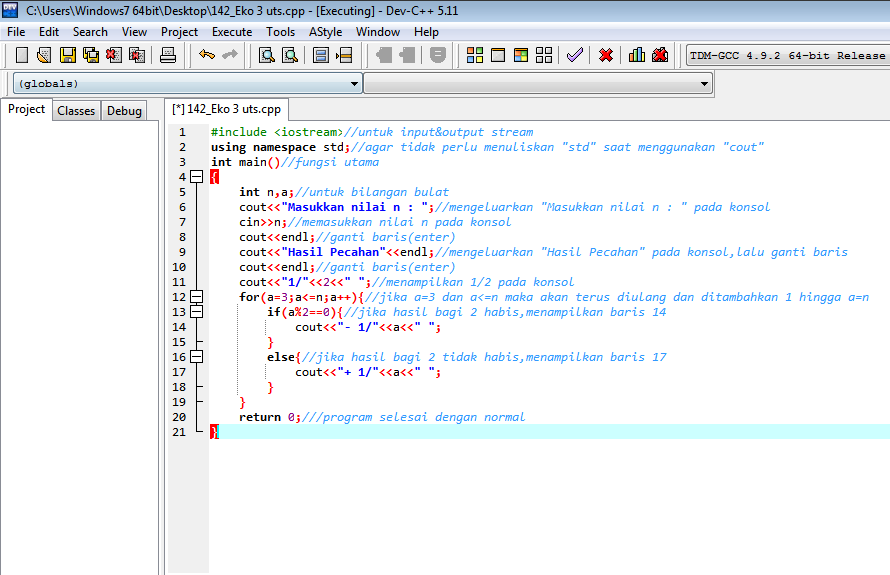 C:\Users\Windows7 64bit\Desktop\142_Eko 3 uts.cpp - [Executing] - Dev-C++ 5.11
File Edit Search View Project Execute Tools AStyle Window Help
TDM-GCC 4.9.2 64-bit Release
(globals)
Project Classes Debug
[*] 142_Eko 3 uts.cpp
1 #include <iostream>//untuk input&output stream
2 using namespace std;//agar tidak perlu menuliskan "std" saat menggunakan "cout"
3 int main()//fungsi utama
4 {
5 int n,a;//untuk bilangan bulat
6 cout<<"Masukkan nilai n : ";//mengeluarkan "Masukkan nilai n : " pada konsol
7 cin>>n;//memasukkan nilai n pada konsol
8 cout<<endl;//ganti baris(enter)
9 cout<<"Hasil Pecahan"<<endl;//mengeluarkan "Hasil Pecahan" pada konsol,lalu ganti baris
10 cout<<endl;//ganti baris(enter)
11 cout<<"1/"<<2<<" ";//menampilkan 1/2 pada konsol
12 for(a=3;a<=n;a++){//jika a=3 dan a<=n maka akan terus diulang dan ditambahkan 1 hingga a=n
13 if(a%2==0){//jika hasil bagi 2 habis,menampilkan baris 14
14 cout<<"- 1/"<<a<<" ";
15 }
16 else{//jika hasil bagi 2 tidak habis,menampilkan baris 17
17 cout<<"+ 1/"<<a<<" ";
18 }
19 }
20 return 0;///program selesai dengan normal
21 }